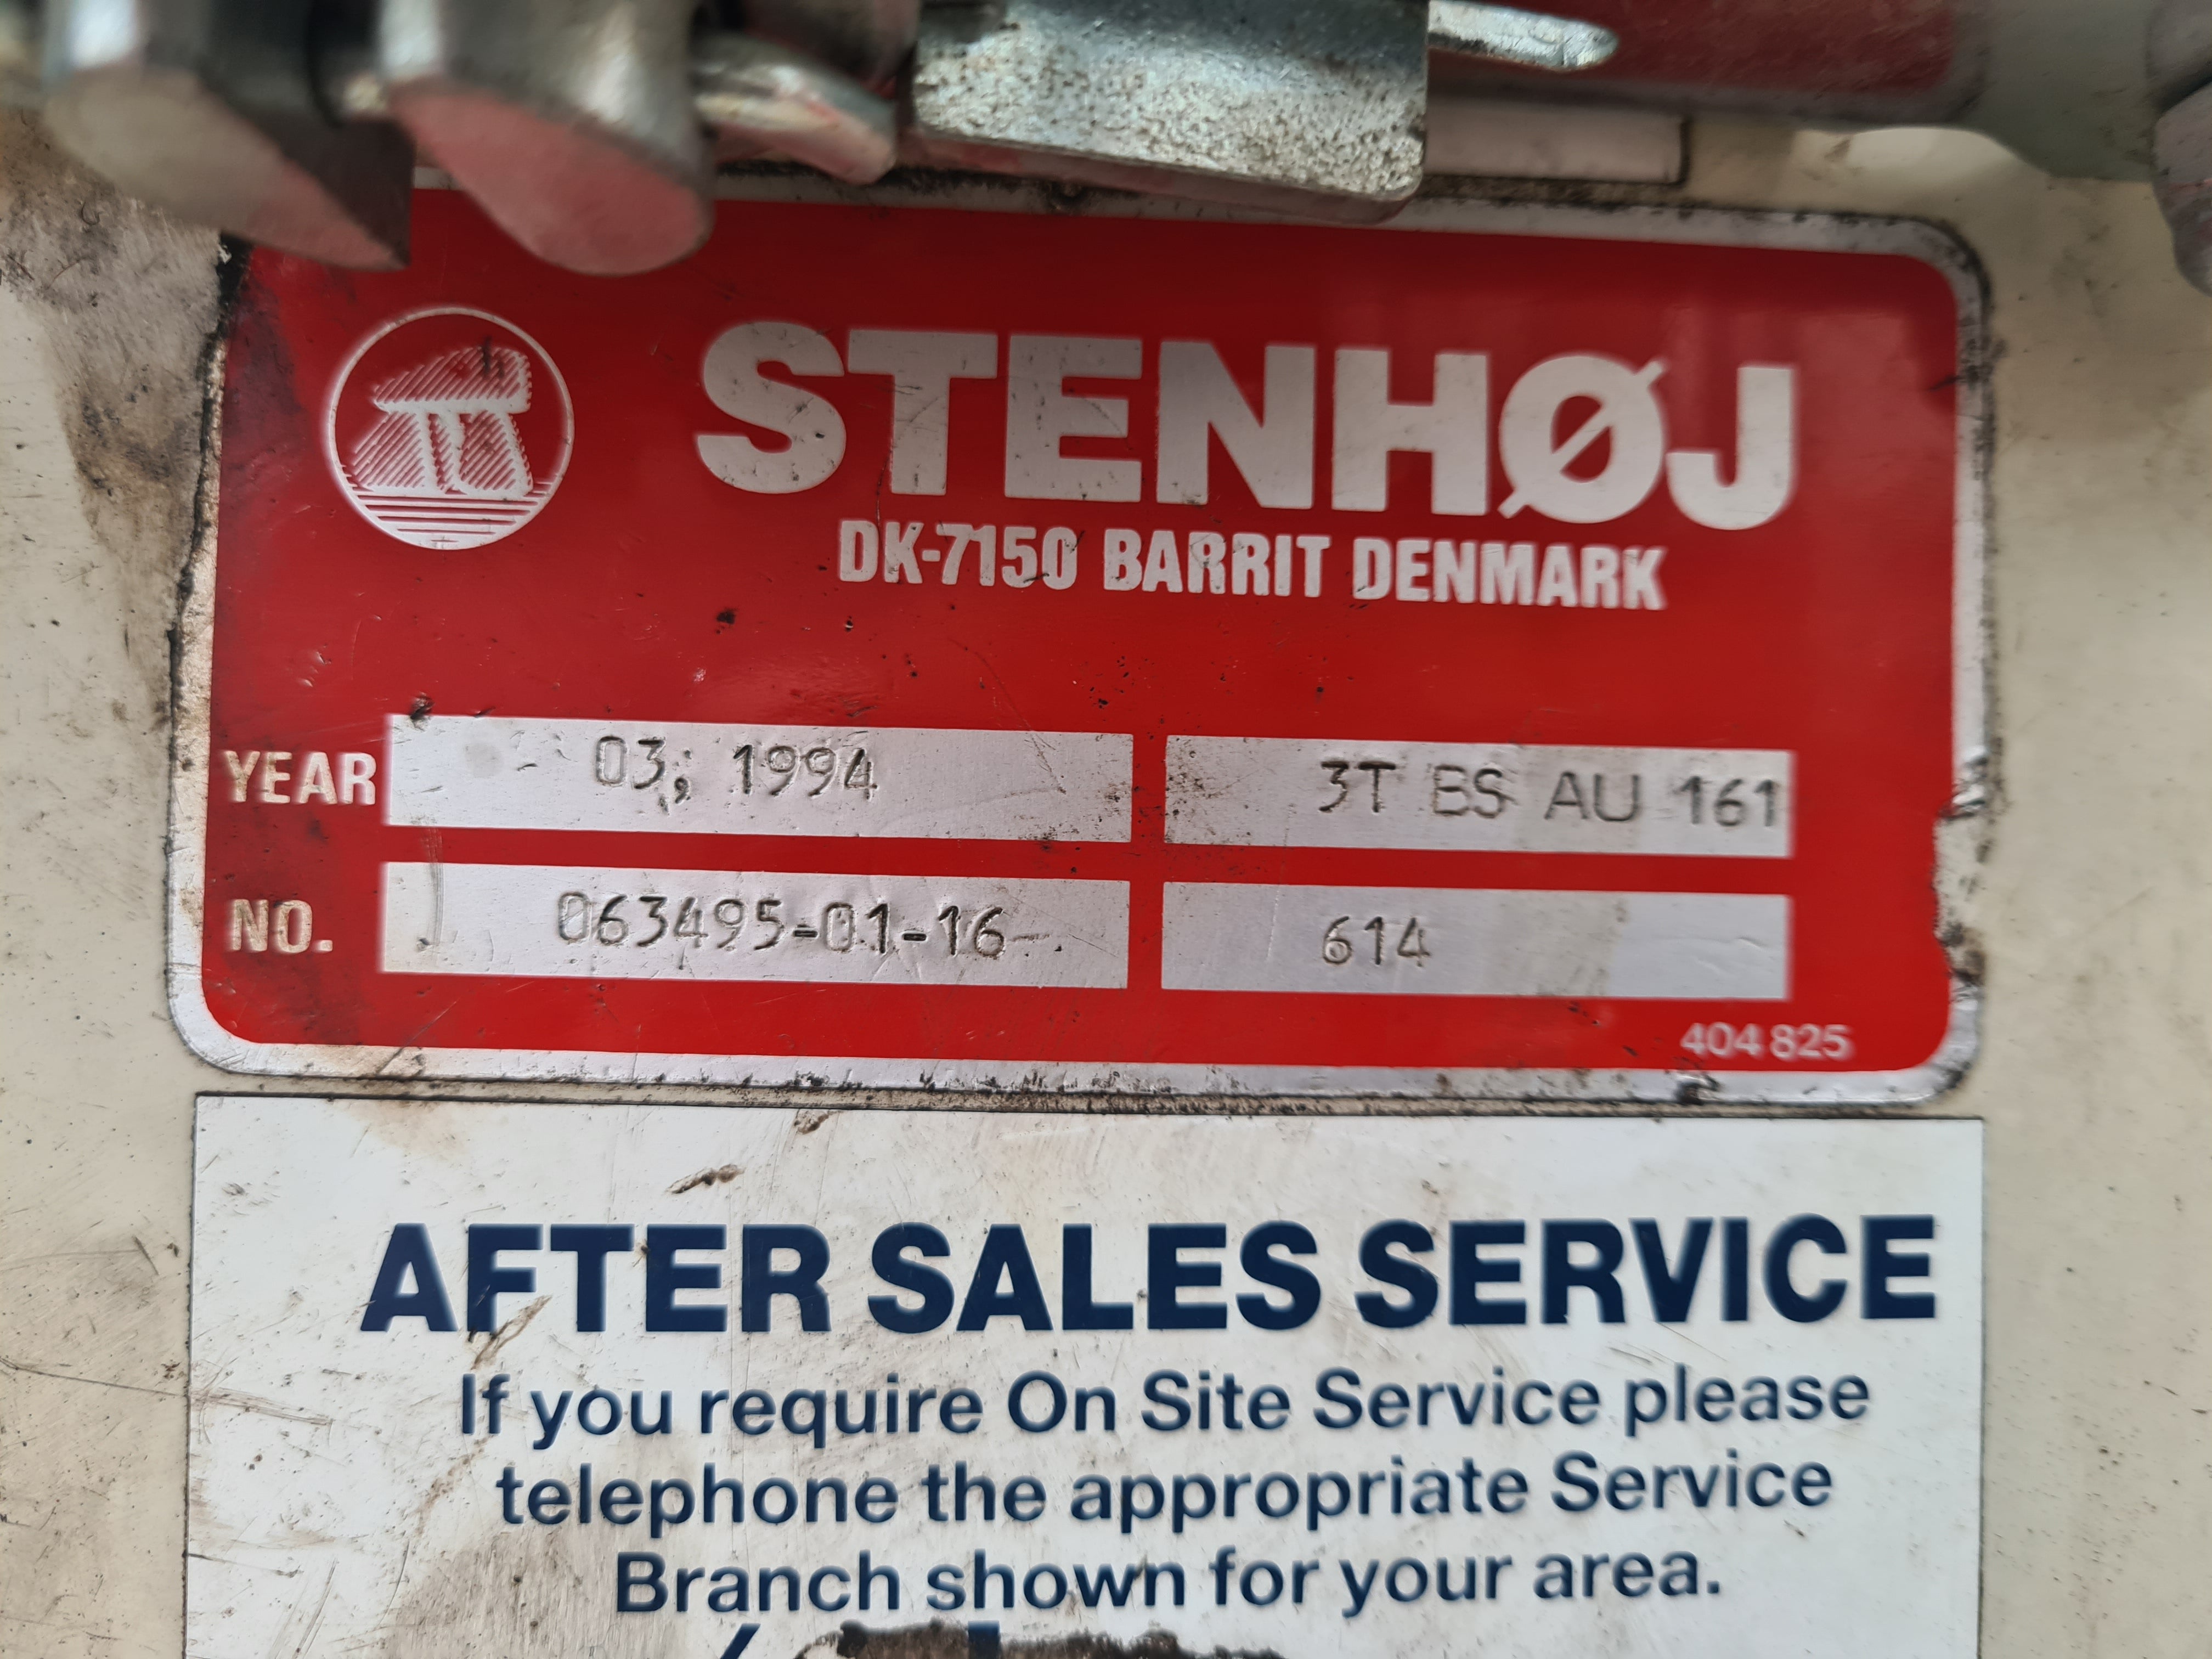 STENHØJ
DK-7150 BARRIT DENMARK
YEAR 03; 1994 3T BS AU 161
NO. 063495-01-16 614
404 825
AFTER SALES SERVICE
If you require On Site Service please
telephone the appropriate Service
Branch shown for your area.